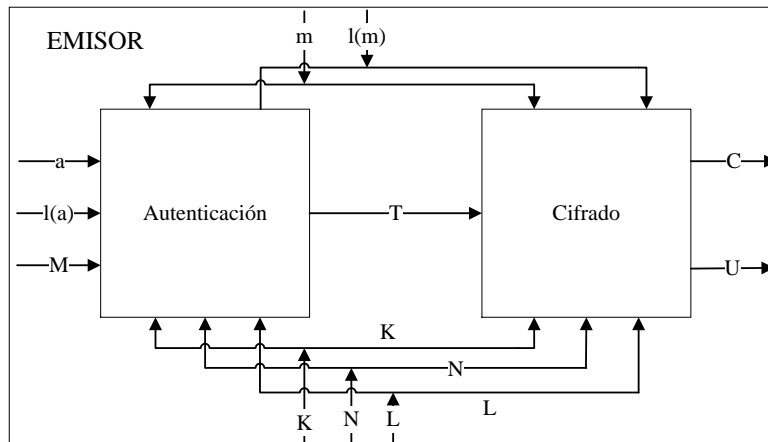 EMISOR
m
l(m)
a
l(a)
M
Autenticación
T
Cifrado
C
U
K
N
L
K
N
L